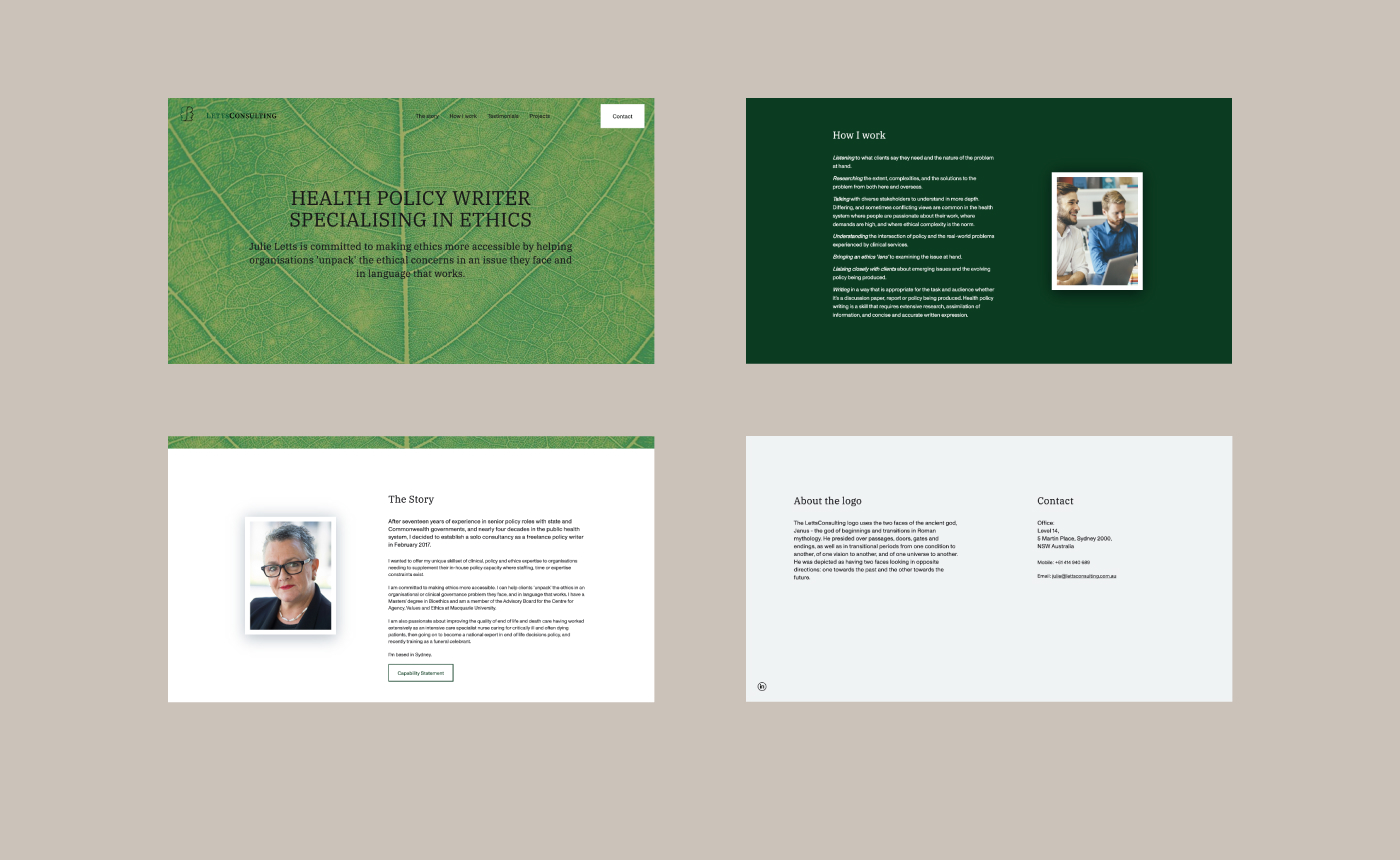 LETTSCONSULTING
The story
How I work
Testimonials
Projects
Contact
HEALTH POLICY WRITER
SPECIALISING IN ETHICS
Julie Letts is committed to making ethics more accessible by helping
organisations 'unpack' the ethical concerns in an issue they face and
in language that works.
How I work
Listening to what clients say they need and the nature of the problem
at hand.
Researching the extent, complexities, and the solutions to the
problem from both here and overseas.
Talking with diverse stakeholders to understand in more depth.
Differing, and sometimes conflicting views are common in the health
system where people are passionate about their work, where
demands are high, and where ethical complexity is the norm.
Understanding the intersection of policy and the real-world problems
experienced by clinical services.
Bringing an ethics 'lens' to examining the issue at hand.
Liaising closely with clients about emerging issues and the evolving
policy being produced.
Writing in a way that is appropriate for the task and audience whether
it's a discussion paper, report or policy being produced. Health policy
writing is a skill that requires extensive research, assimilation of
information, and concise and accurate written expression.
The Story
After seventeen years of experience in senior policy roles with state and
Commonwealth governments, and nearly four decades in the public health
system, I decided to establish a solo consultancy as a freelance policy writer
in February 2017.
I wanted to offer my unique skillset of clinical, policy and ethics expertise to organisations
needing to supplement their in-house policy capacity where staffing, time or expertise
constraints exist.
I am committed to making ethics more accessible. I can help clients 'unpack' the ethics in an
organisational or clinical governance problem they face, and in language that works. I have a
Masters' degree in Bioethics and am a member of the Advisory Board for the Centre for
Agency, Values and Ethics at Macquarie University.
I am also passionate about improving the quality of end of life and death care having worked
extensively as an intensive care specialist nurse caring for critically ill and often dying
patients, then going on to become a national expert in end of life decisions policy, and
recently training as a funeral celebrant.
I'm based in Sydney.
Capability Statement
About the logo
The LettsConsulting logo uses the two faces of the ancient god,
Janus - the god of beginnings and transitions in Roman
mythology. He presided over passages, doors, gates and
endings, as well as in transitional periods from one condition to
another, of one vision to another, and of one universe to another.
He was depicted as having two faces looking in opposite
directions: one towards the past and the other towards the
future.
Contact
Office:
Level 14,
5 Martin Place, Sydney 2000,
NSW Australia
Mobile: +61 414 840 689
Email: julie@lettsconsulting.com.au
in